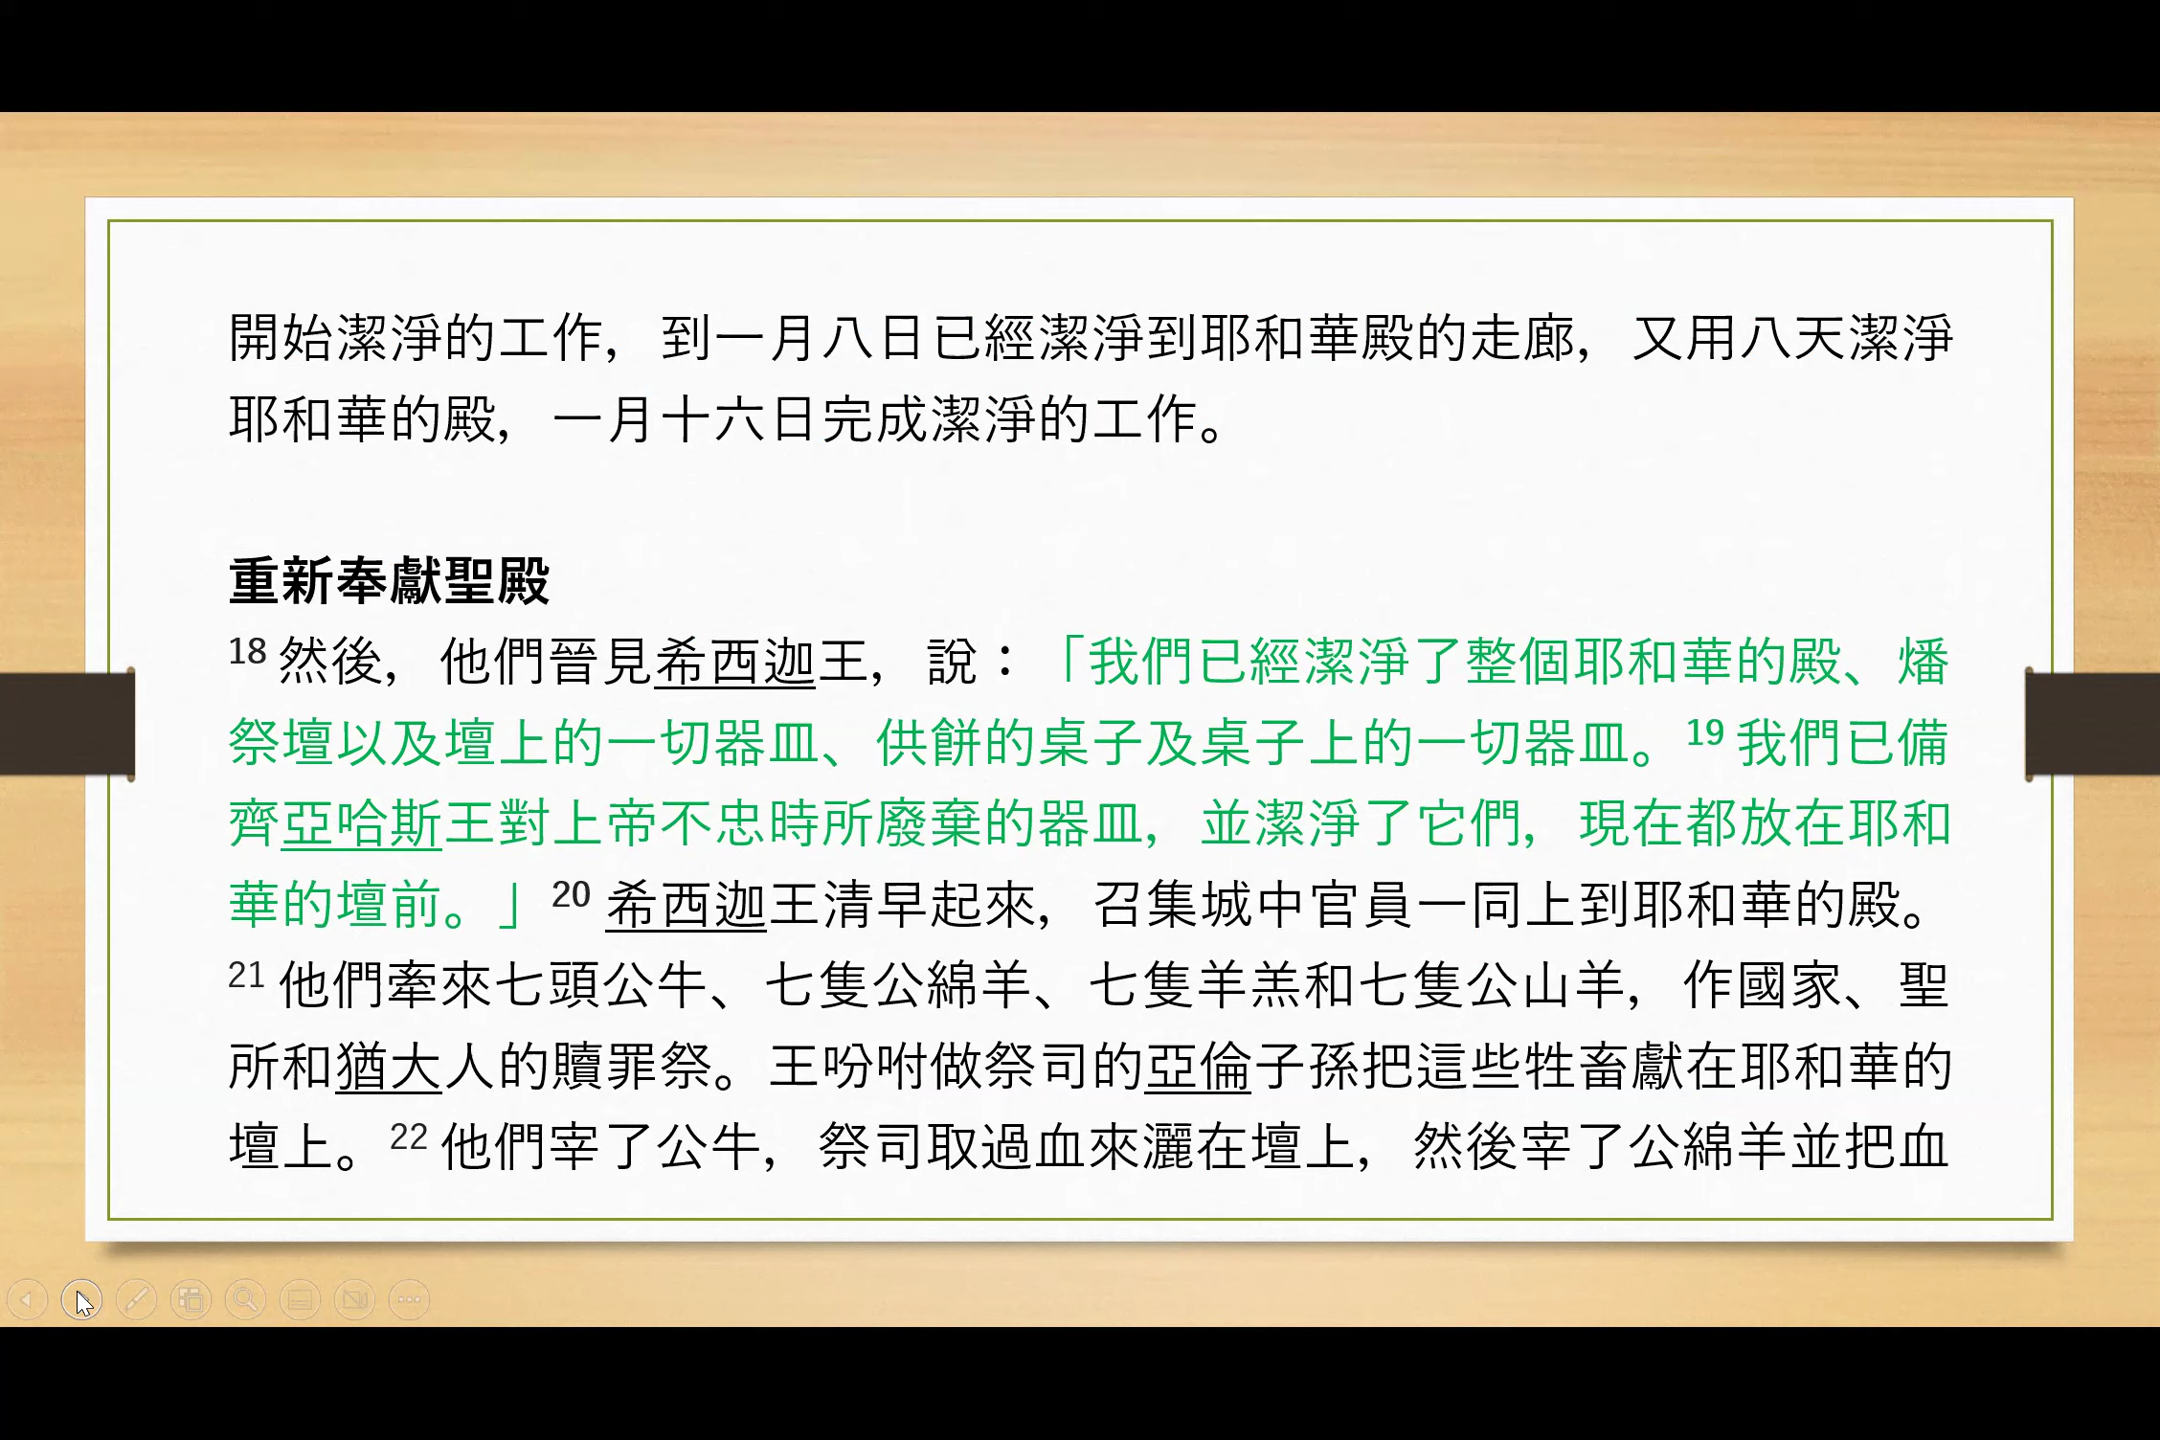 開始潔淨的工作，到一月八日已經潔淨到耶和華殿的走廊，又用八天潔淨
耶和華的殿，一月十六日完成潔淨的工作。
重新奉獻聖殿
18 然後，他們晉見希西迦王，說：「我們已經潔淨了整個耶和華的殿、燔
祭壇以及壇上的一切器皿、供餅的桌子及桌子上的一切器皿。19 我們已備
齊亞哈斯王對上帝不忠時所廢棄的器皿，並潔淨了它們，現在都放在耶和
華的壇前。」20 希西迦王清早起來，召集城中官員一同上到耶和華的殿。
21 他們牽來七頭公牛、七隻公綿羊、七隻羊羔和七隻公山羊，作國家、聖
所和猶大人的贖罪祭。王吩咐做祭司的亞倫子孫把這些牲畜獻在耶和華的
壇上。22 他們宰了公牛，祭司取過血來灑在壇上，然後宰了公綿羊並把血